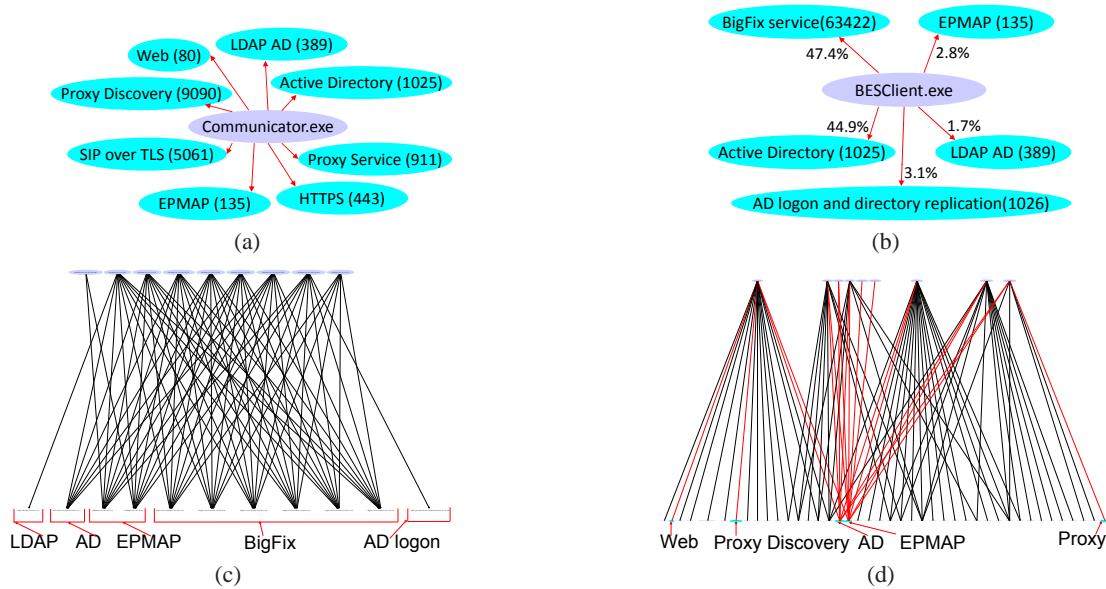 LDAP AD (389)
Web (80)
Active Directory (1025)
Proxy Discovery (9090)
Communicator.exe
SIP over TLS (5061)
Proxy Service (911)
EPMAP (135)
HTTPS (443)
(a)
BigFix service(63422)
EPMAP (135)
47.4%
2.8%
BESClient.exe
44.9%
1.7%
Active Directory (1025)
LDAP AD (389)
3.1%
AD logon and directory replication(1026)
(b)
LDAP
AD
EPMAP
BigFix
AD logon
(c)
Web
Proxy Discovery
AD
EPMAP
Proxy
(d)